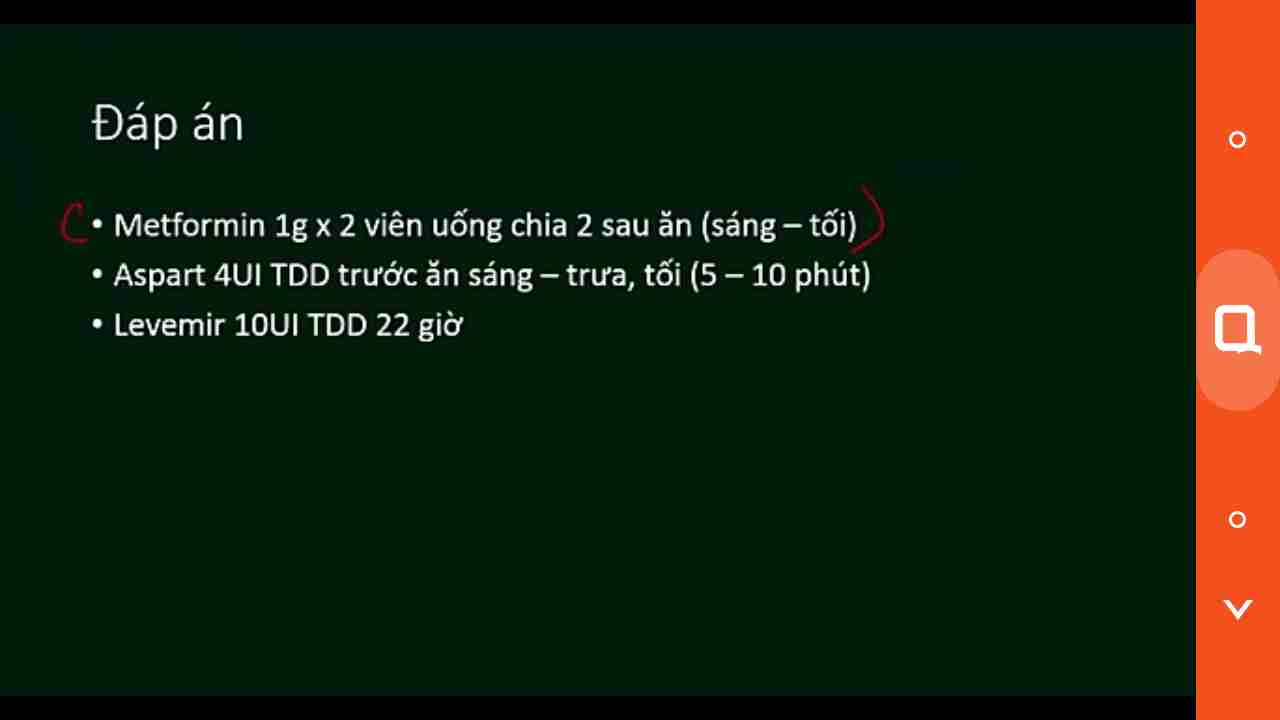 Đáp án
• Metformin 1g x 2 viên uống chia 2 sau ăn (sáng – tối)
• Aspart 4UI TDD trước ăn sáng – trưa, tối (5 – 10 phút)
• Levemir 10UI TDD 22 giờ